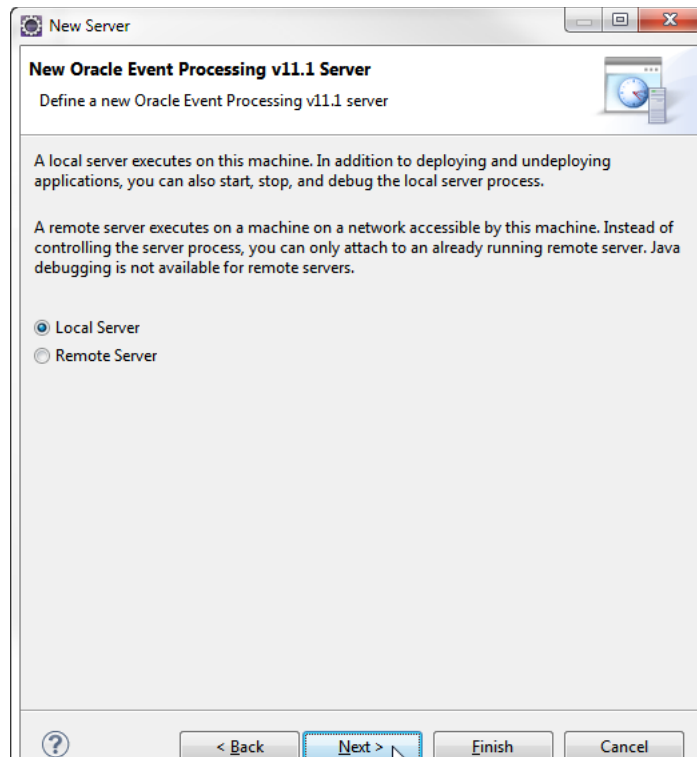 New Server
New Oracle Event Processing v11.1 Server
Define a new Oracle Event Processing v11.1 server
A local server executes on this machine. In addition to deploying and undeploying
applications, you can also start, stop, and debug the local server process.
A remote server executes on a machine on a network accessible by this machine. Instead of
controlling the server process, you can only attach to an already running remote server. Java
debugging is not available for remote servers.
Local Server
Remote Server
? < Back Next > Finish Cancel